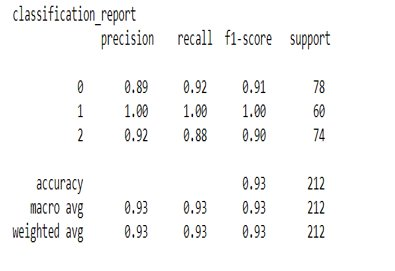 classification_report
precision recall f1-score support
0 0.89 0.92 0.91 78
1 1.00 1.00 1.00 60
2 0.92 0.88 0.90 74
accuracy 0.93 212
macro avg 0.93 0.93 0.93 212
weighted avg 0.93 0.93 0.93 212